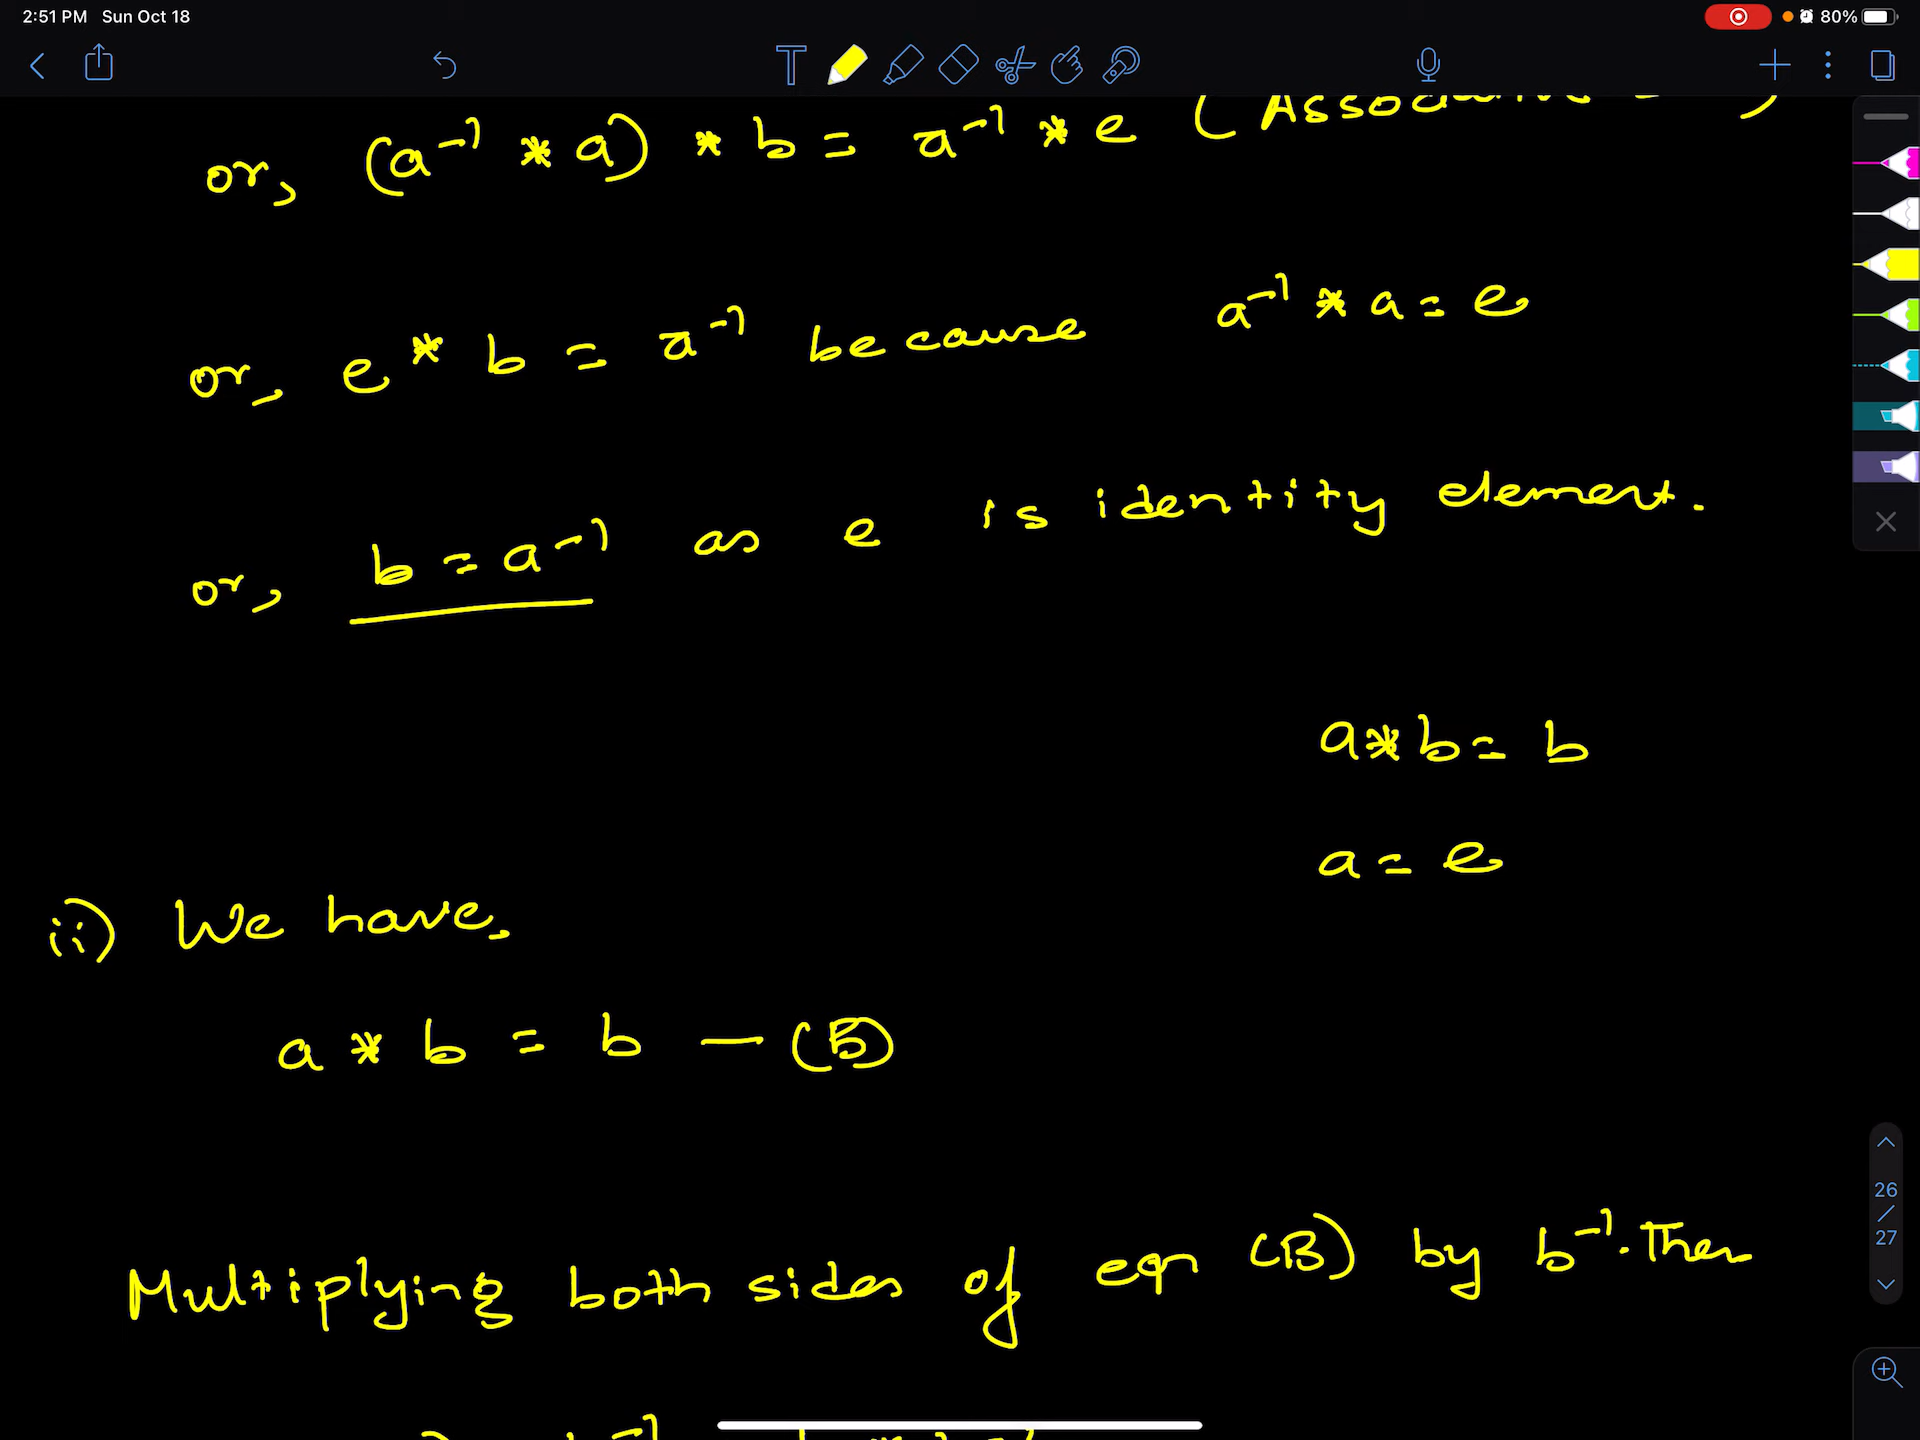 2:51 PM Sun Oct 18 80%
or, (a⁻¹ * a) * b = a⁻¹ * e (
or, e * b = a⁻¹ because a⁻¹ * a = e
or, b = a⁻¹ as e is identity element.
a * b = b
a = e
ii) We have,
a * b = b — (B)
26
/
27
Multiplying both sides of eqn (B) by b⁻¹. Then